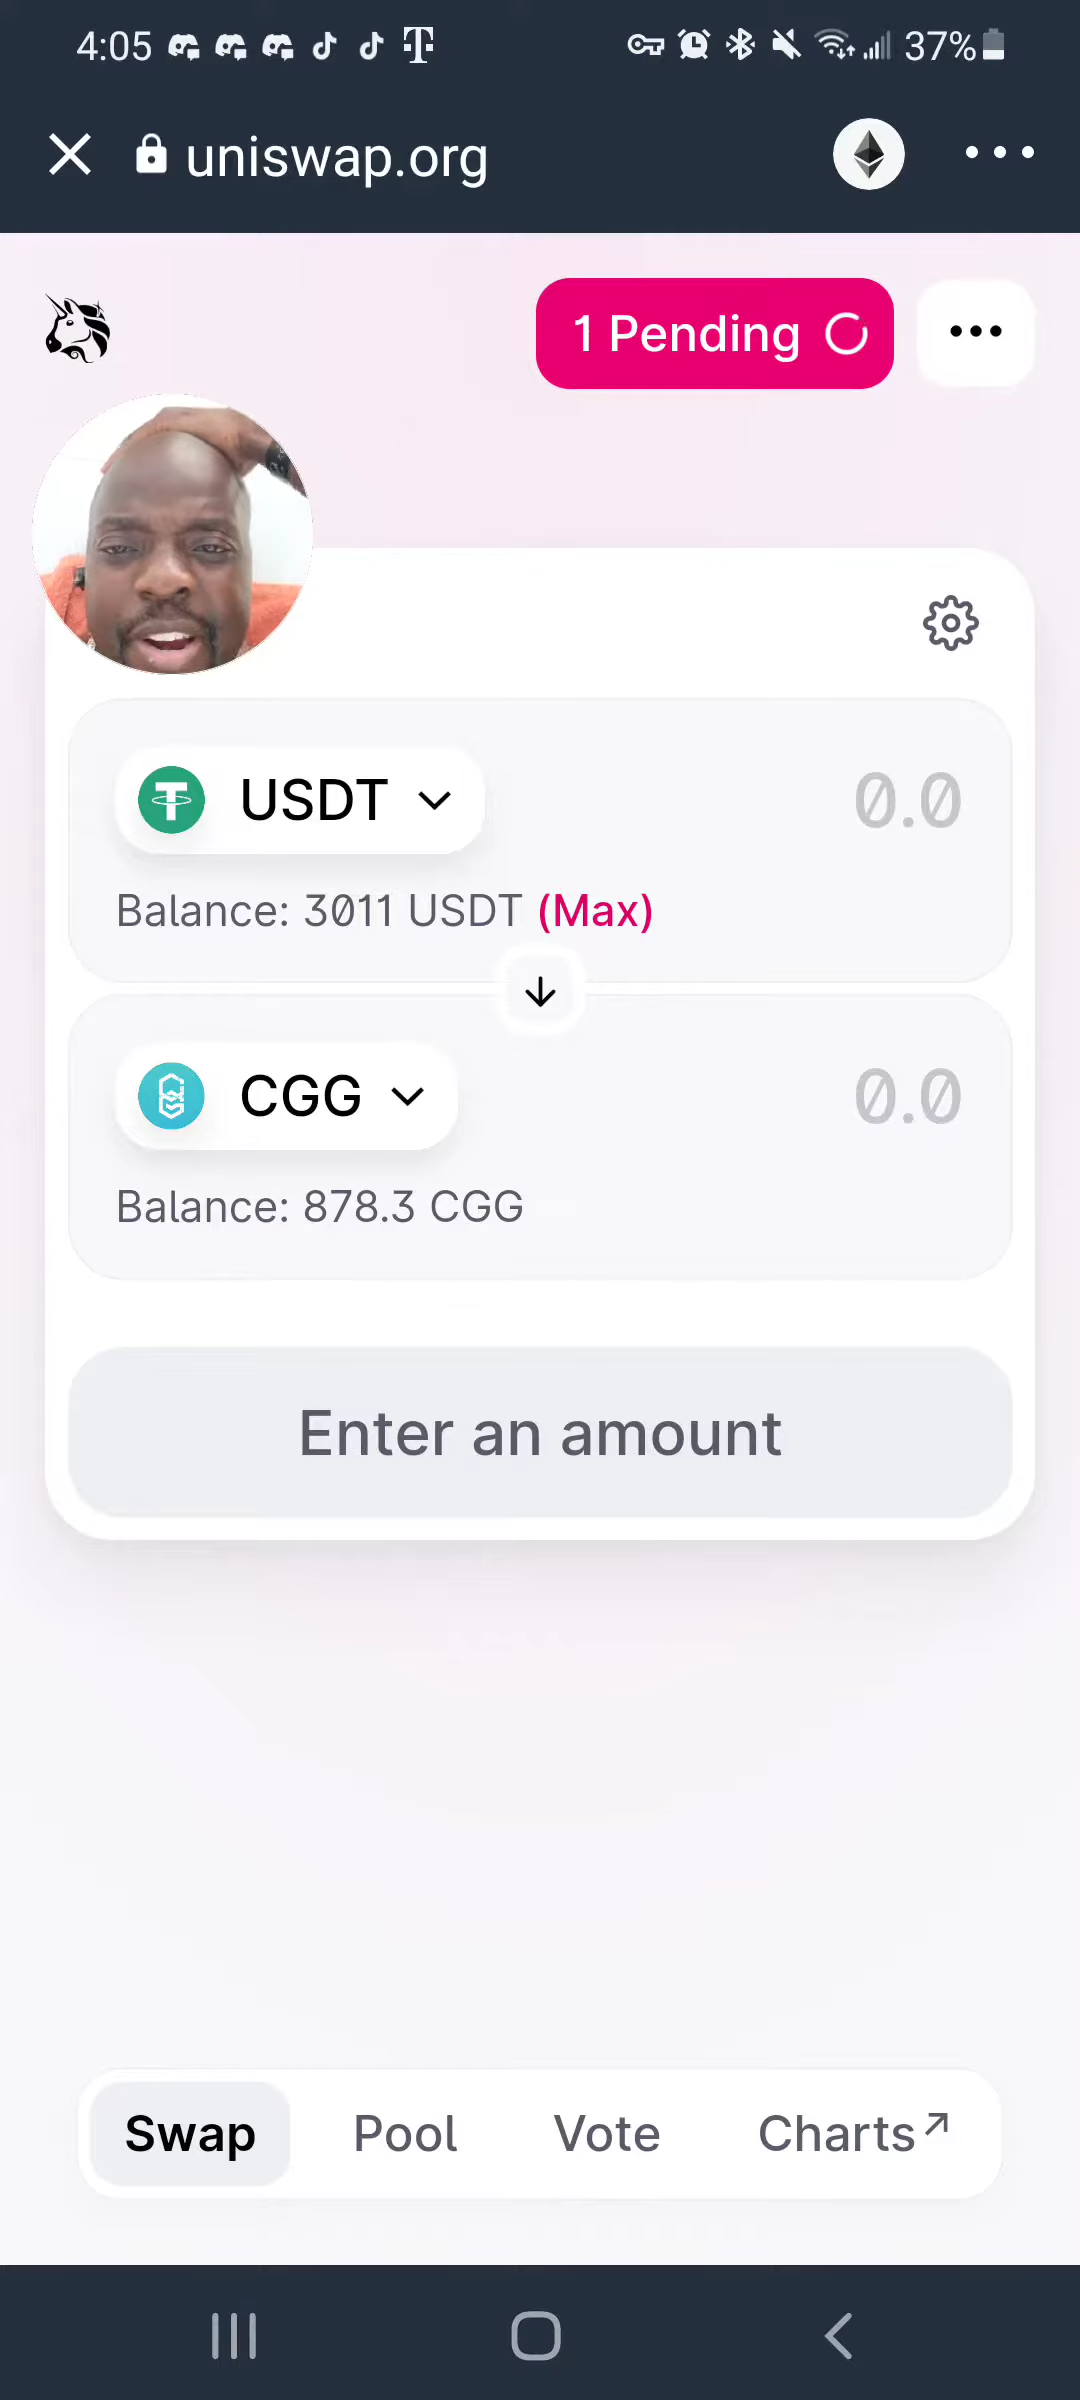 4:05 37%
uniswap.org
1 Pending
USDT 0.0
Balance: 3011 USDT (Max)
CGG 0.0
Balance: 878.3 CGG
Enter an amount
Swap Pool Vote Charts↗